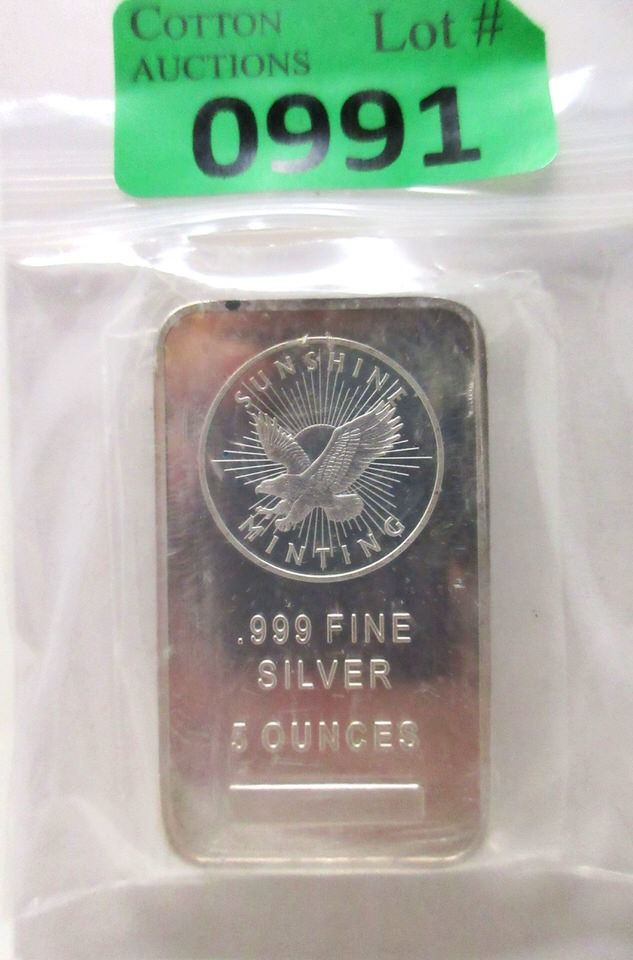 COTTON Lot #
AUCTIONS
0991
SUNSHINE
MINTING
.999 FINE
SILVER
5 OUNCES